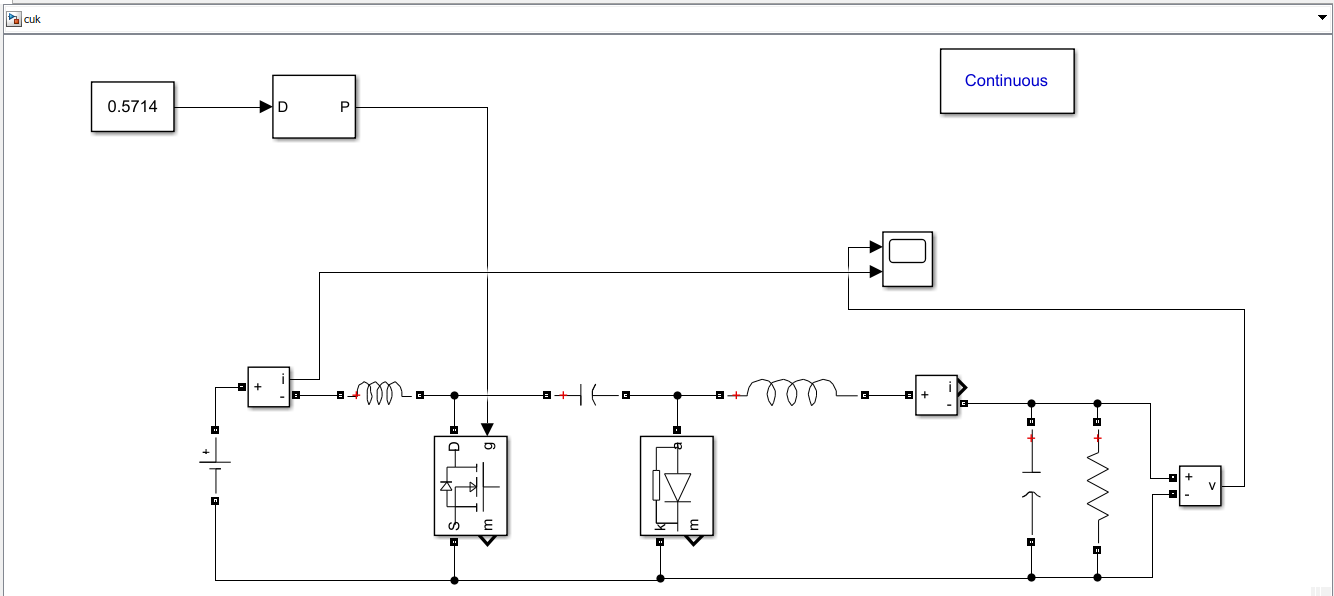 cuk
Continuous
0.5714
D P
i
+
-
i
+
-
+
+
+
+
D g
S m
a
k m
+
+
+
-
v